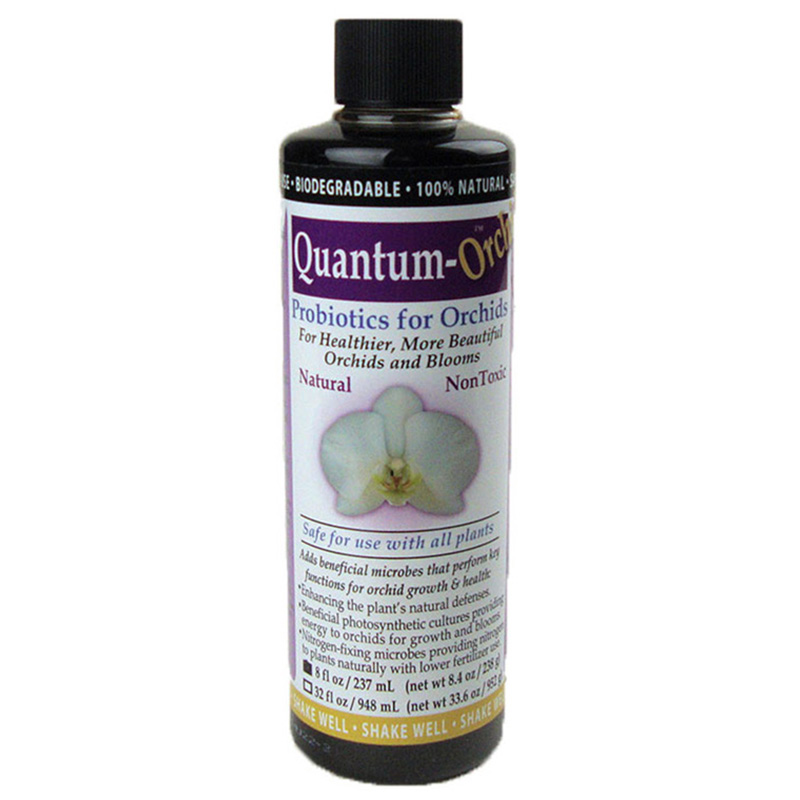 • BIODEGRADABLE • 100% NATURAL •
Quantum-Orchi
TM
Probiotics for Orchids
For Healthier, More Beautiful
Orchids and Blooms
Natural NonToxic
Safe for use with all plants
Adds beneficial microbes that perform key
functions for orchid growth & health:
•Enhancing the plant's natural defenses.
•Beneficial photosynthetic cultures providing
energy to orchids for growth and blooms.
•Nitrogen-fixing microbes providing nitrogen
to plants naturally with lower fertilizer use.
8 fl oz / 237 mL (net wt 8.4 oz / 238 g)
32 fl oz / 948 mL (net wt 33.6 oz / 952 g)
SHAKE WELL • SHAKE WELL • SHAKE WE